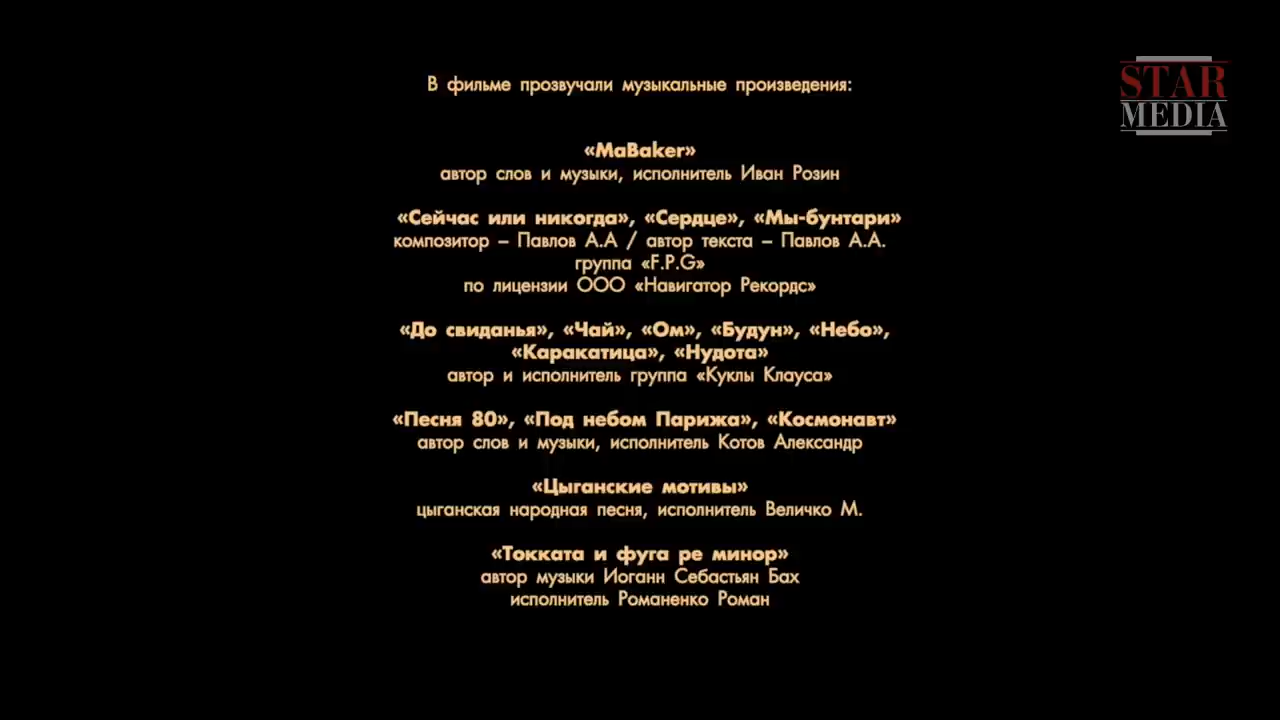 В фильме прозвучали музыкальные произведения:
STAR
MEDIA
«MaBaker»
автор слов и музыки, исполнитель Иван Розин
«Сейчас или никогда», «Сердце», «Мы-бунтари»
композитор – Павлов А.А / автор текста – Павлов А.А.
группа «F.P.G»
по лицензии ООО «Навигатор Рекордс»
«До свиданья», «Чай», «Ом», «Будун», «Небо»,
«Каракатица», «Нудота»
автор и исполнитель группа «Куклы Клауса»
«Песня 80», «Под небом Парижа», «Космонавт»
автор слов и музыки, исполнитель Котов Александр
«Цыганские мотивы»
цыганская народная песня, исполнитель Величко М.
«Токката и фуга ре минор»
автор музыки Иоганн Себастьян Бах
исполнитель Романенко Роман